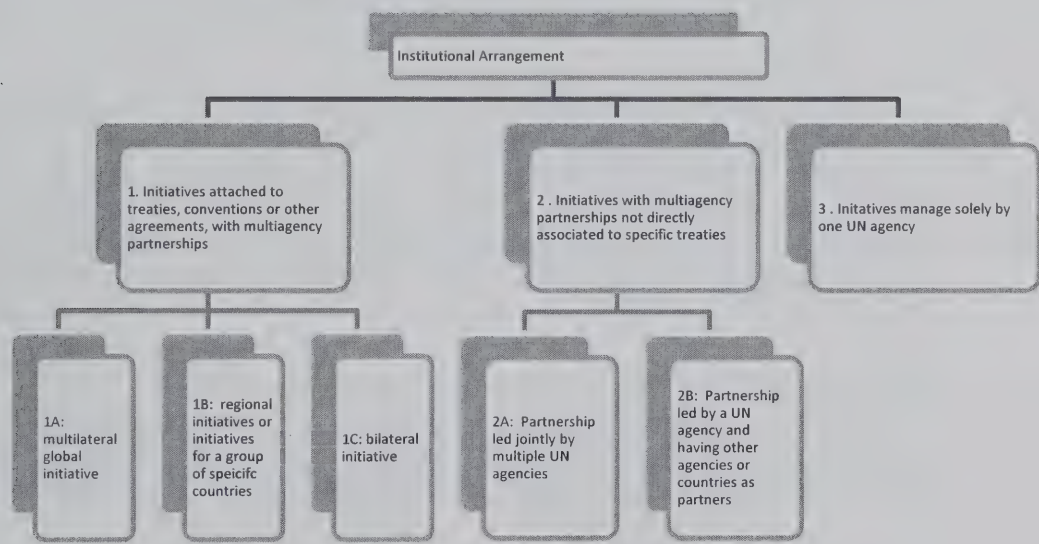 Institutional Arrangement
1. Initiatives attached to
treaties, conventions or other
agreements, with multiagency
partnerships
2 . Initiatives with multiagency
partnerships not directly
associated to specific treaties
3 . Initatives manage solely by
one UN agency
1A:
multilateral
global
initiative
1B: regional
initiatives or
initiatives
for a group
of speicifc
countries
1C: bilateral
initiative
2A: Partnership
led jointly by
multiple UN
agencies
2B: Partnership
led by a UN
agency and
having other
agencies or
countries as
partners